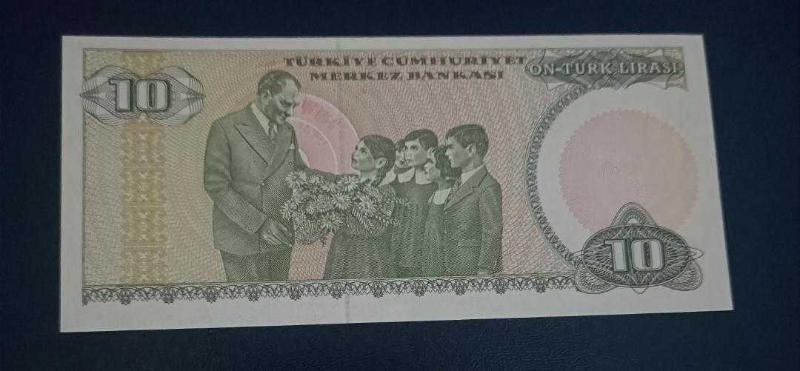 TÜRKİYE CUMHURİYET
MERKEZ BANKASI
ON-TÜRK LİRASI
10
10